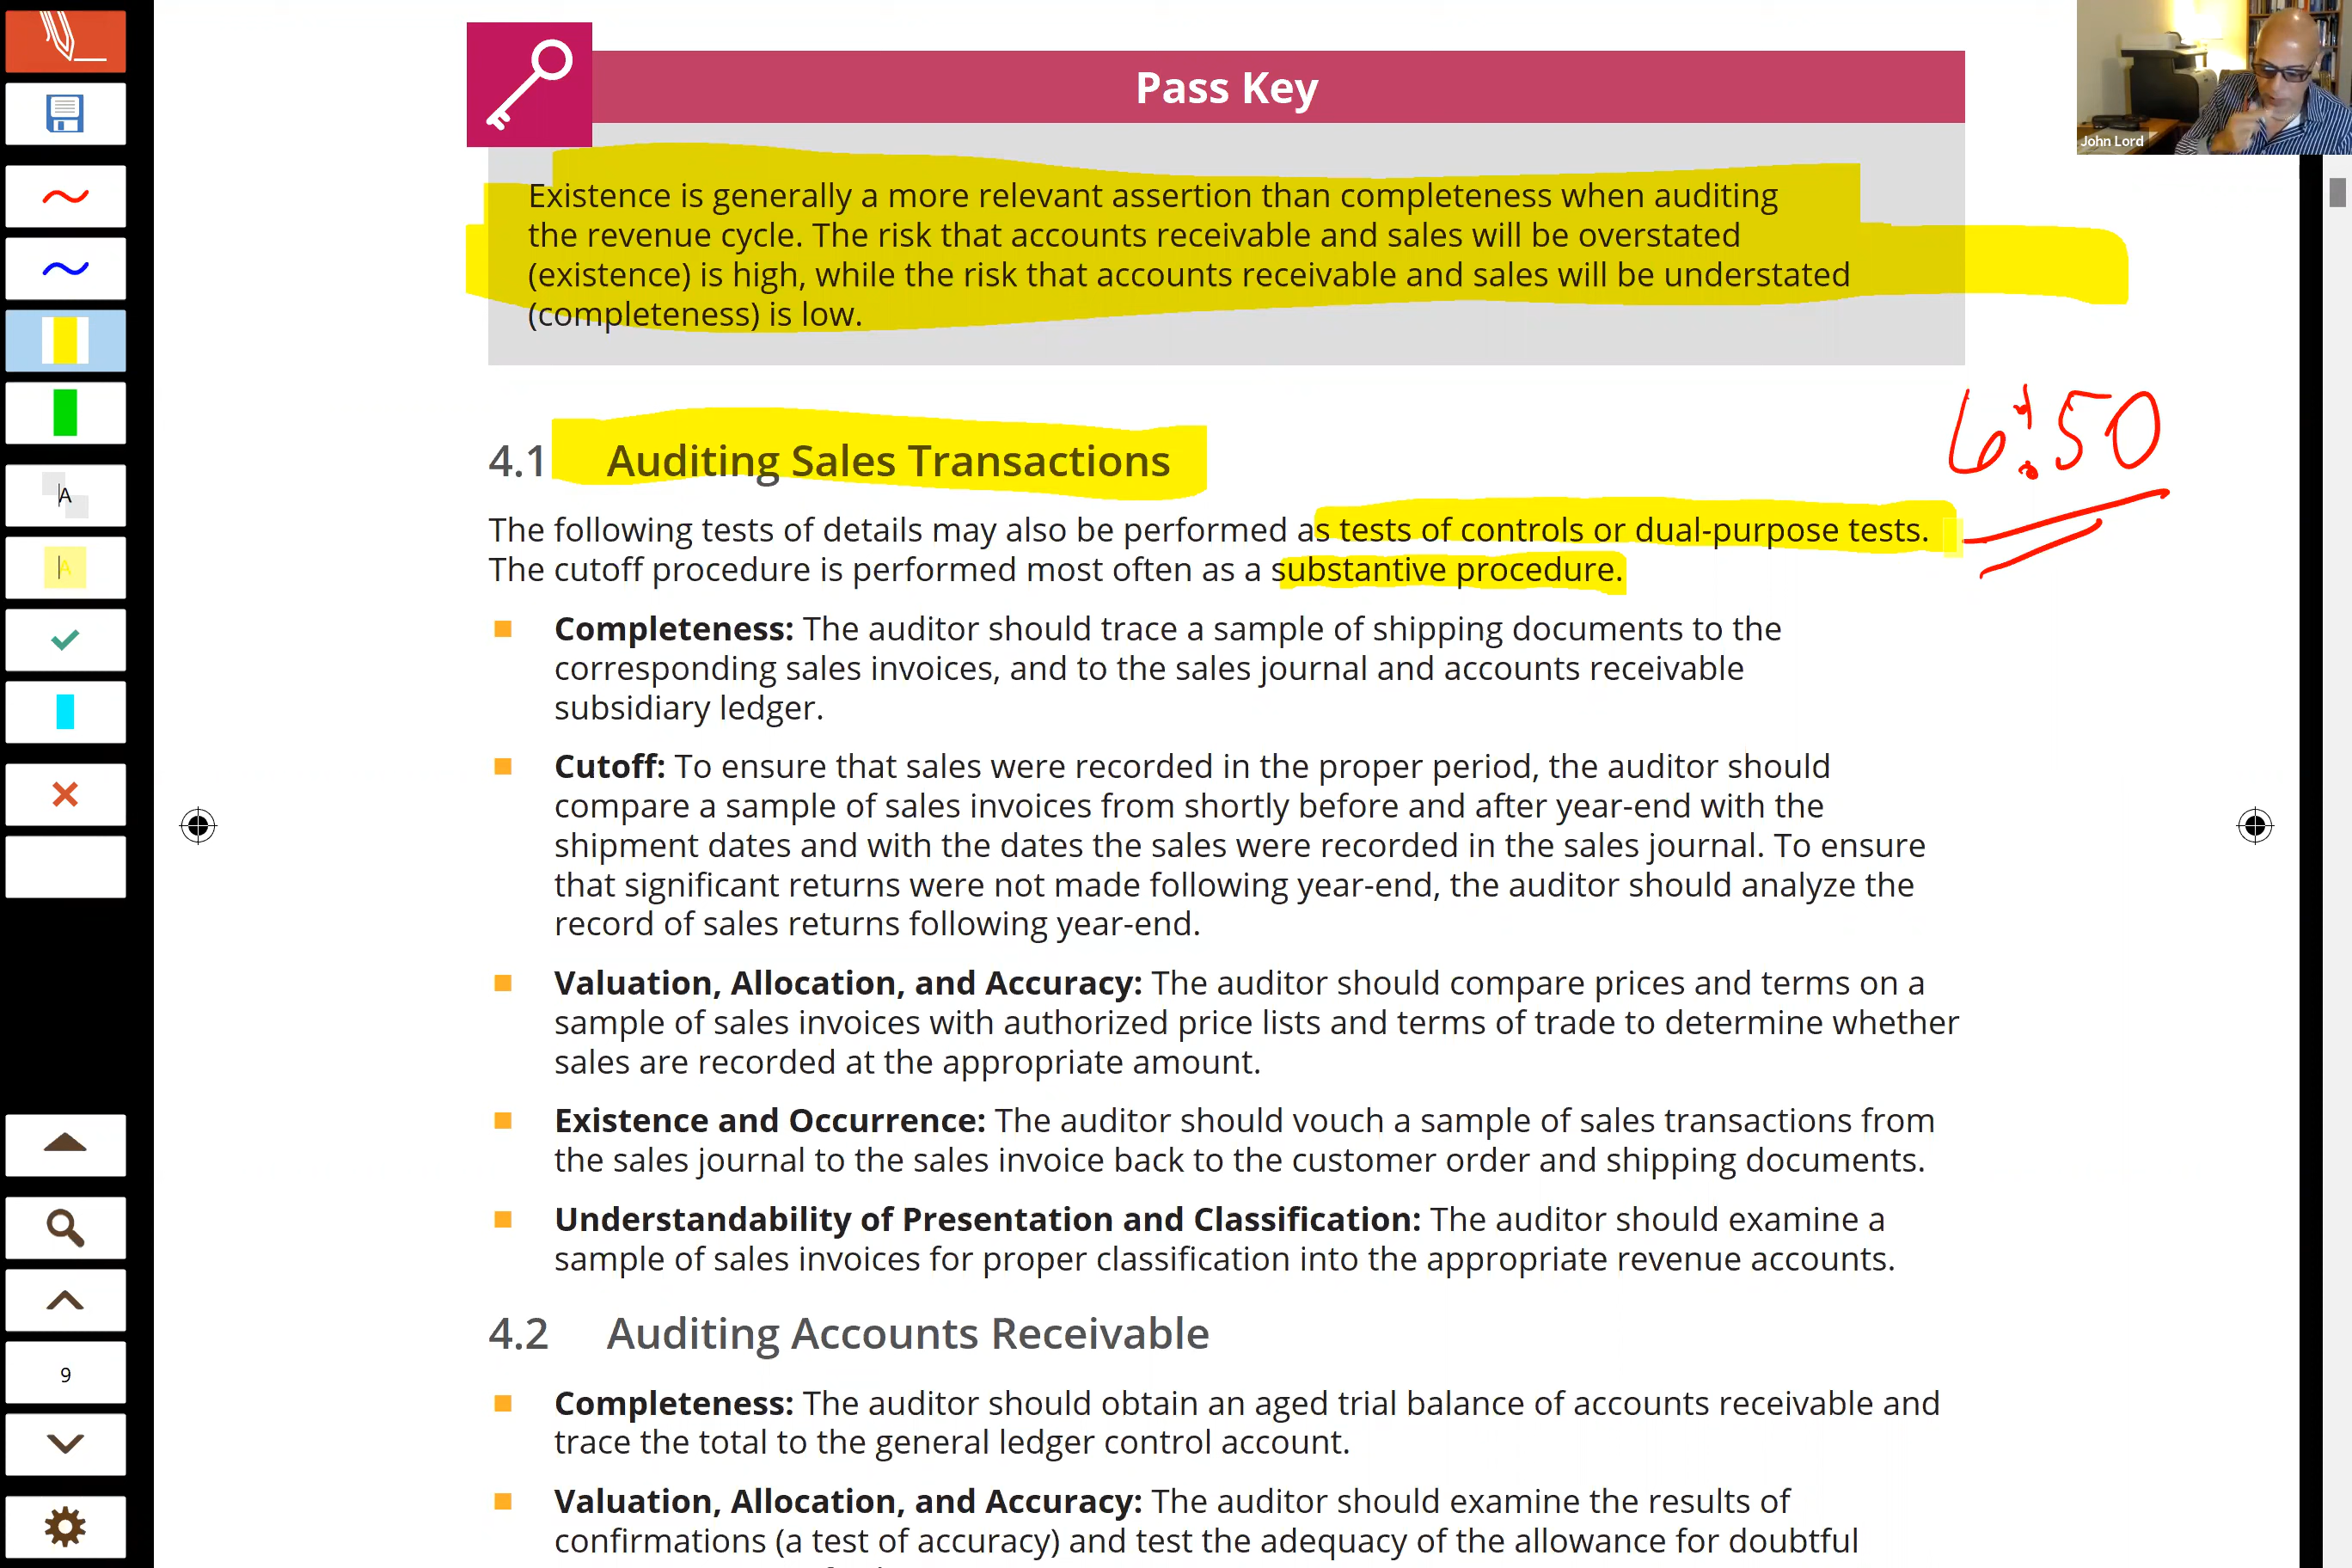 Pass Key
John Lord
Existence is generally a more relevant assertion than completeness when auditing
the revenue cycle. The risk that accounts receivable and sales will be overstated
(existence) is high, while the risk that accounts receivable and sales will be understated
(completeness) is low.
6:50
4.1 Auditing Sales Transactions
The following tests of details may also be performed as tests of controls or dual-purpose tests.
The cutoff procedure is performed most often as a substantive procedure.
Completeness: The auditor should trace a sample of shipping documents to the
corresponding sales invoices, and to the sales journal and accounts receivable
subsidiary ledger.
Cutoff: To ensure that sales were recorded in the proper period, the auditor should
compare a sample of sales invoices from shortly before and after year-end with the
shipment dates and with the dates the sales were recorded in the sales journal. To ensure
that significant returns were not made following year-end, the auditor should analyze the
record of sales returns following year-end.
Valuation, Allocation, and Accuracy: The auditor should compare prices and terms on a
sample of sales invoices with authorized price lists and terms of trade to determine whether
sales are recorded at the appropriate amount.
Existence and Occurrence: The auditor should vouch a sample of sales transactions from
the sales journal to the sales invoice back to the customer order and shipping documents.
Understandability of Presentation and Classification: The auditor should examine a
sample of sales invoices for proper classification into the appropriate revenue accounts.
4.2 Auditing Accounts Receivable
Completeness: The auditor should obtain an aged trial balance of accounts receivable and
trace the total to the general ledger control account.
Valuation, Allocation, and Accuracy: The auditor should examine the results of
confirmations (a test of accuracy) and test the adequacy of the allowance for doubtful
A
A
9